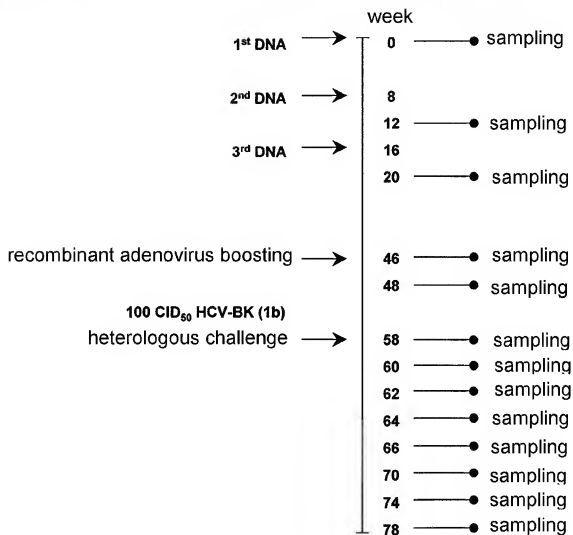 week
1st DNA 0 sampling
2nd DNA 8
12 sampling
3rd DNA 16
20 sampling
recombinant adenovirus boosting 46 sampling
48 sampling
100 CID50 HCV-BK (1b)
heterologous challenge 58 sampling
60 sampling
62 sampling
64 sampling
66 sampling
70 sampling
74 sampling
78 sampling